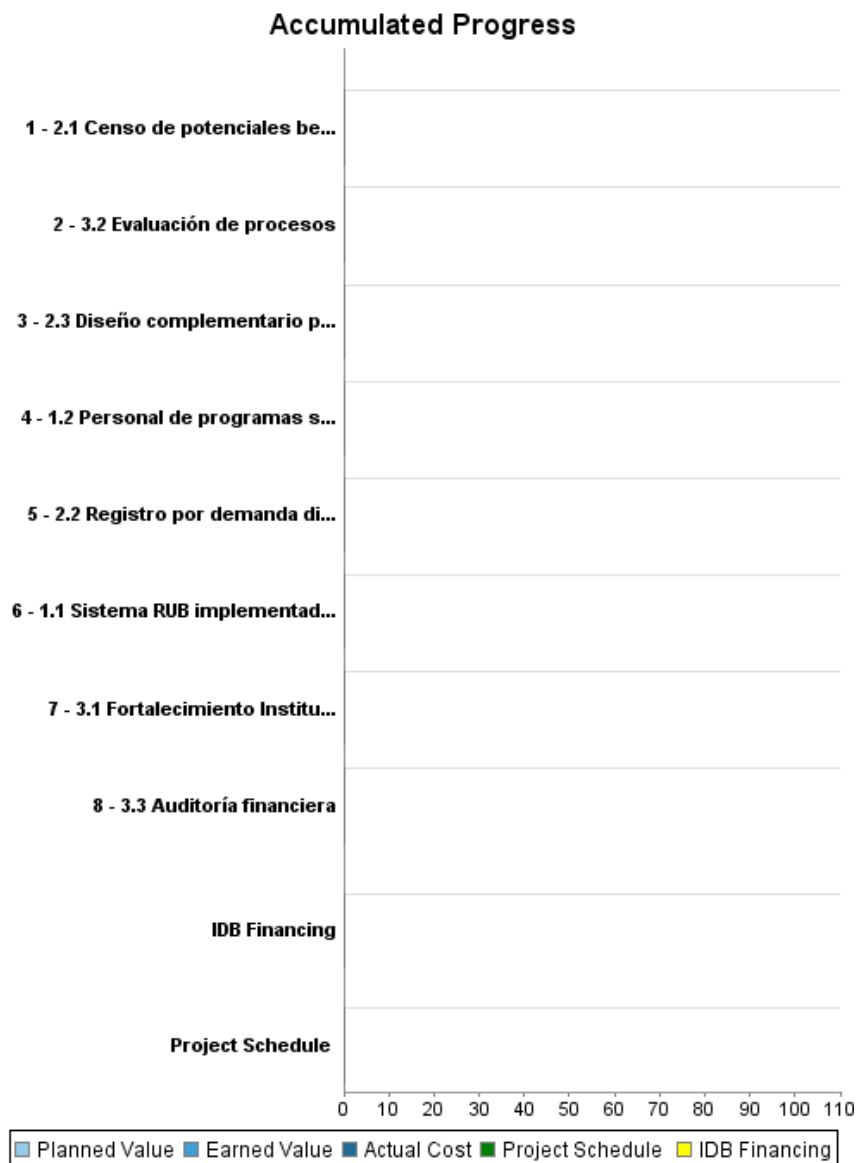 Accumulated Progress
1 - 2.1 Censo de potenciales be...
2 - 3.2 Evaluación de procesos
3 - 2.3 Diseño complementario p...
4 - 1.2 Personal de programas s...
5 - 2.2 Registro por demanda di...
6 - 1.1 Sistema RUB implementad...
7 - 3.1 Fortalecimiento Institu...
8 - 3.3 Auditoría financiera
IDB Financing
Project Schedule
0 10 20 30 40 50 60 70 80 90 100 110
Planned Value Earned Value Actual Cost Project Schedule IDB Financing